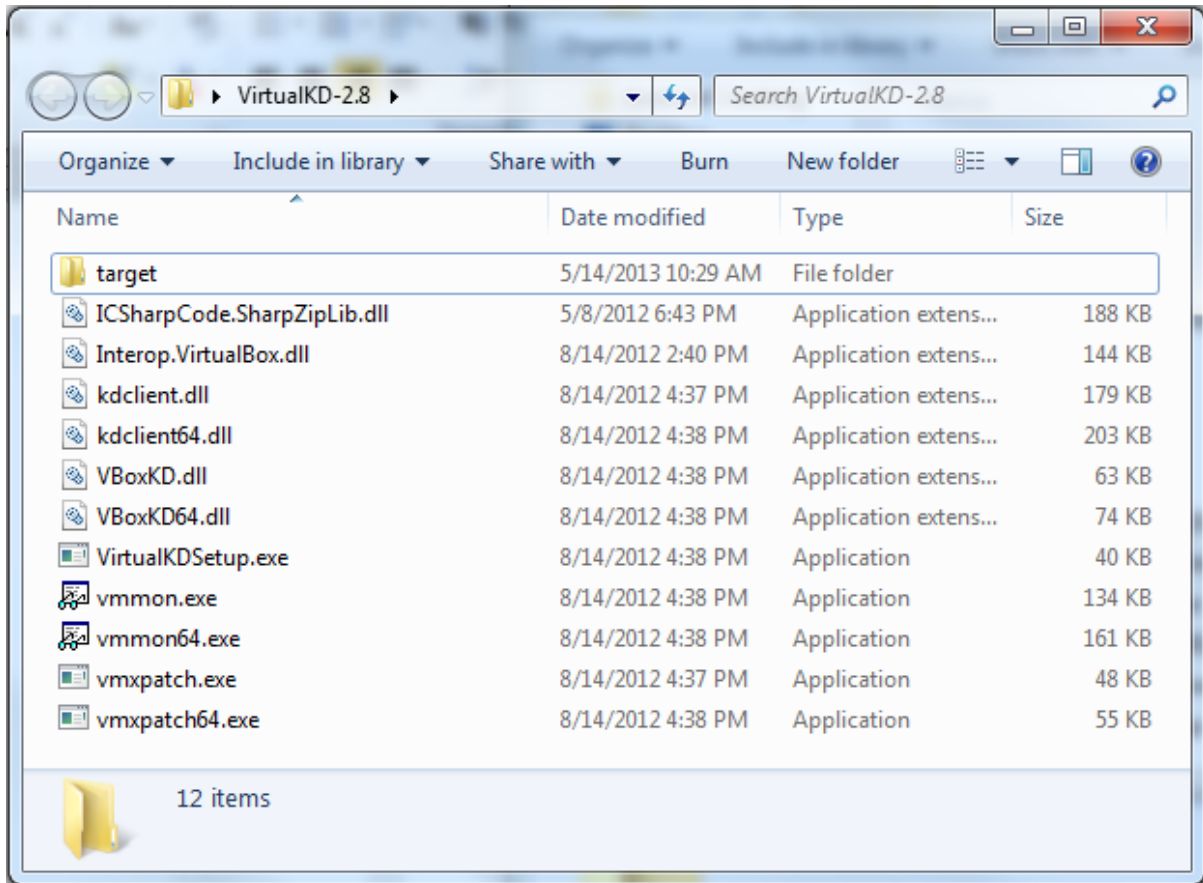 VirtualKD-2.8
Search VirtualKD-2.8
Organize Include in library Share with Burn New folder
Name Date modified Type Size
target 5/14/2013 10:29 AM File folder
ICSharpCode.SharpZipLib.dll 5/8/2012 6:43 PM Application extens... 188 KB
Interop.VirtualBox.dll 8/14/2012 2:40 PM Application extens... 144 KB
kdclient.dll 8/14/2012 4:37 PM Application extens... 179 KB
kdclient64.dll 8/14/2012 4:38 PM Application extens... 203 KB
VBoxKD.dll 8/14/2012 4:38 PM Application extens... 63 KB
VBoxKD64.dll 8/14/2012 4:38 PM Application extens... 74 KB
VirtualKDSetup.exe 8/14/2012 4:38 PM Application 40 KB
vmmon.exe 8/14/2012 4:38 PM Application 134 KB
vmmon64.exe 8/14/2012 4:38 PM Application 161 KB
vmxpatch.exe 8/14/2012 4:37 PM Application 48 KB
vmxpatch64.exe 8/14/2012 4:38 PM Application 55 KB
12 items